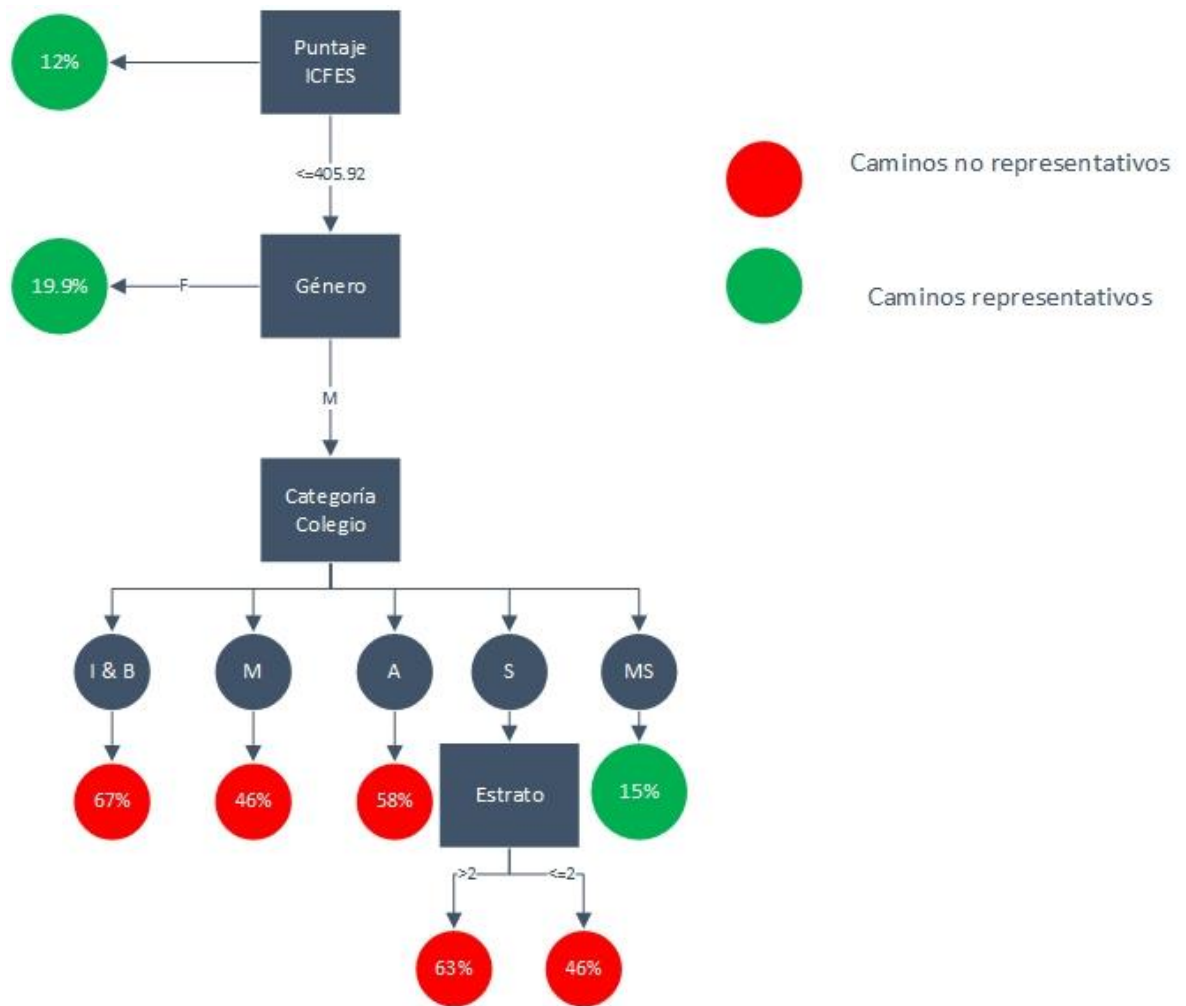 12%
Puntaje
ICFES
Caminos no representativos
<=405.92
19.9%
F
Género
Caminos representativos
M
Categoría
Colegio
I & B
M
A
S
MS
67%
46%
58%
Estrato
15%
>2
<=2
63%
46%